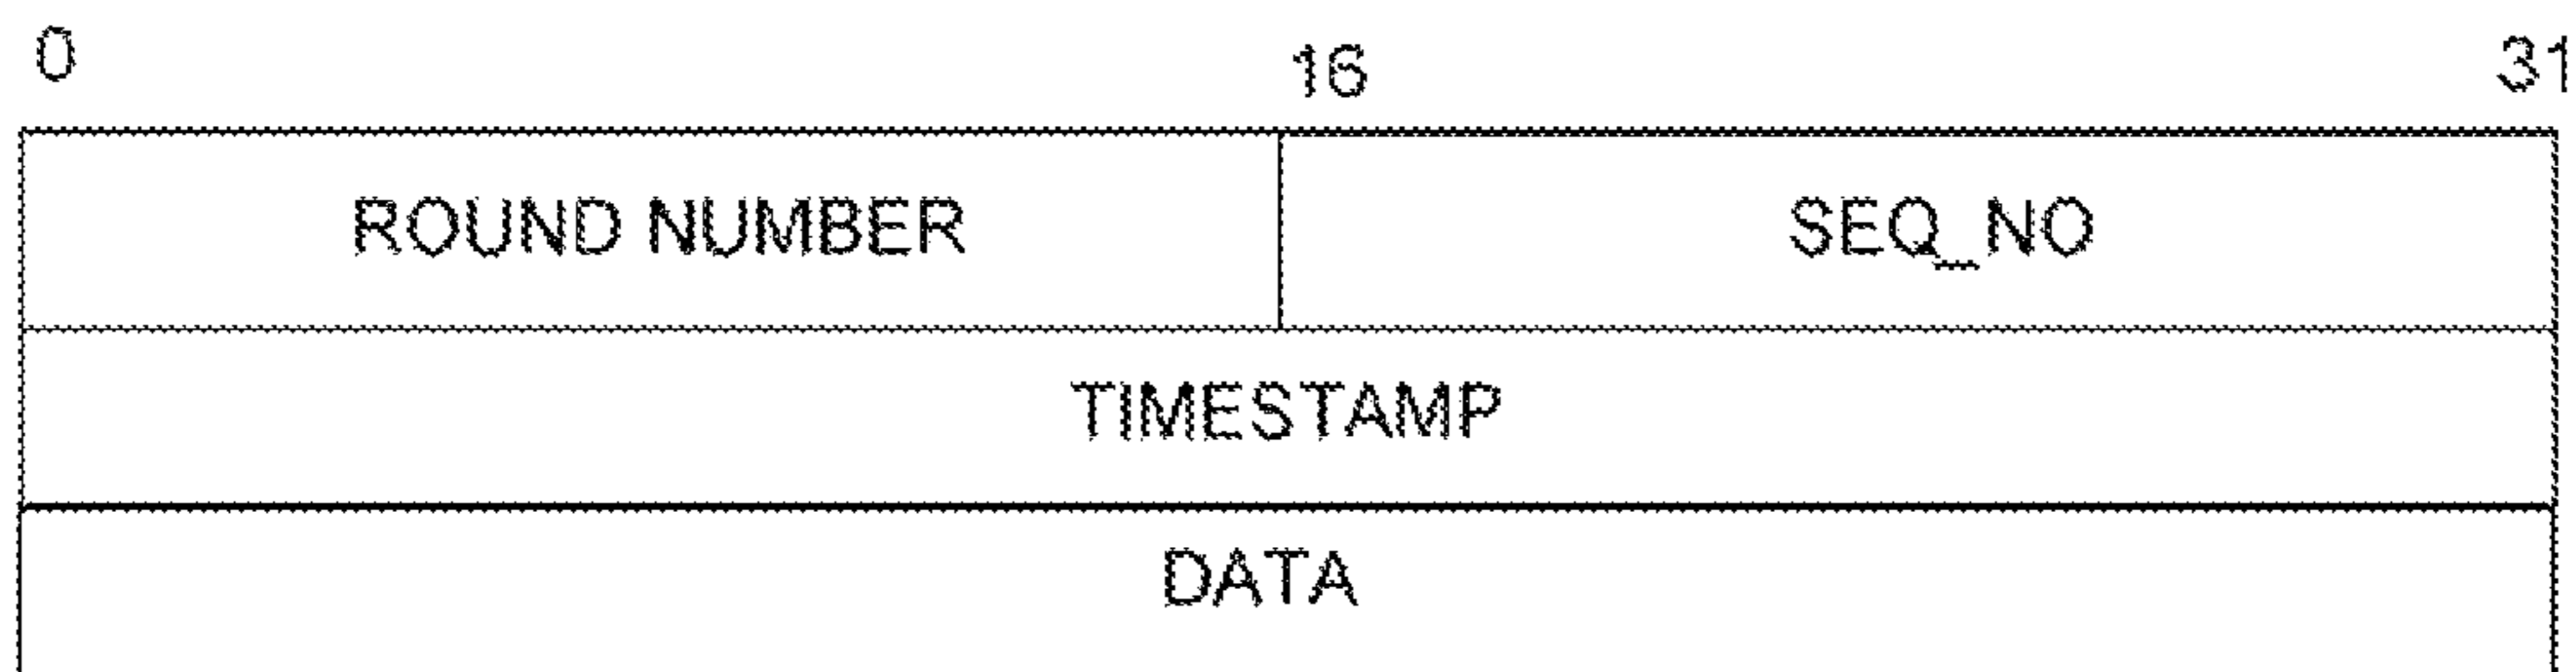 0 16 31
ROUND NUMBER SEQ_NO
TIMESTAMP
DATA